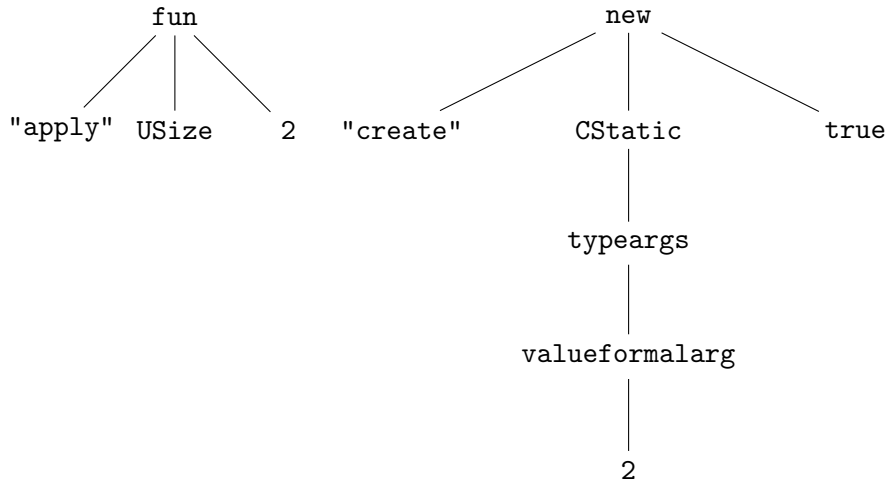 fun new
"apply" USize 2 "create" CStatic true
typeargs
valueformalarg
2